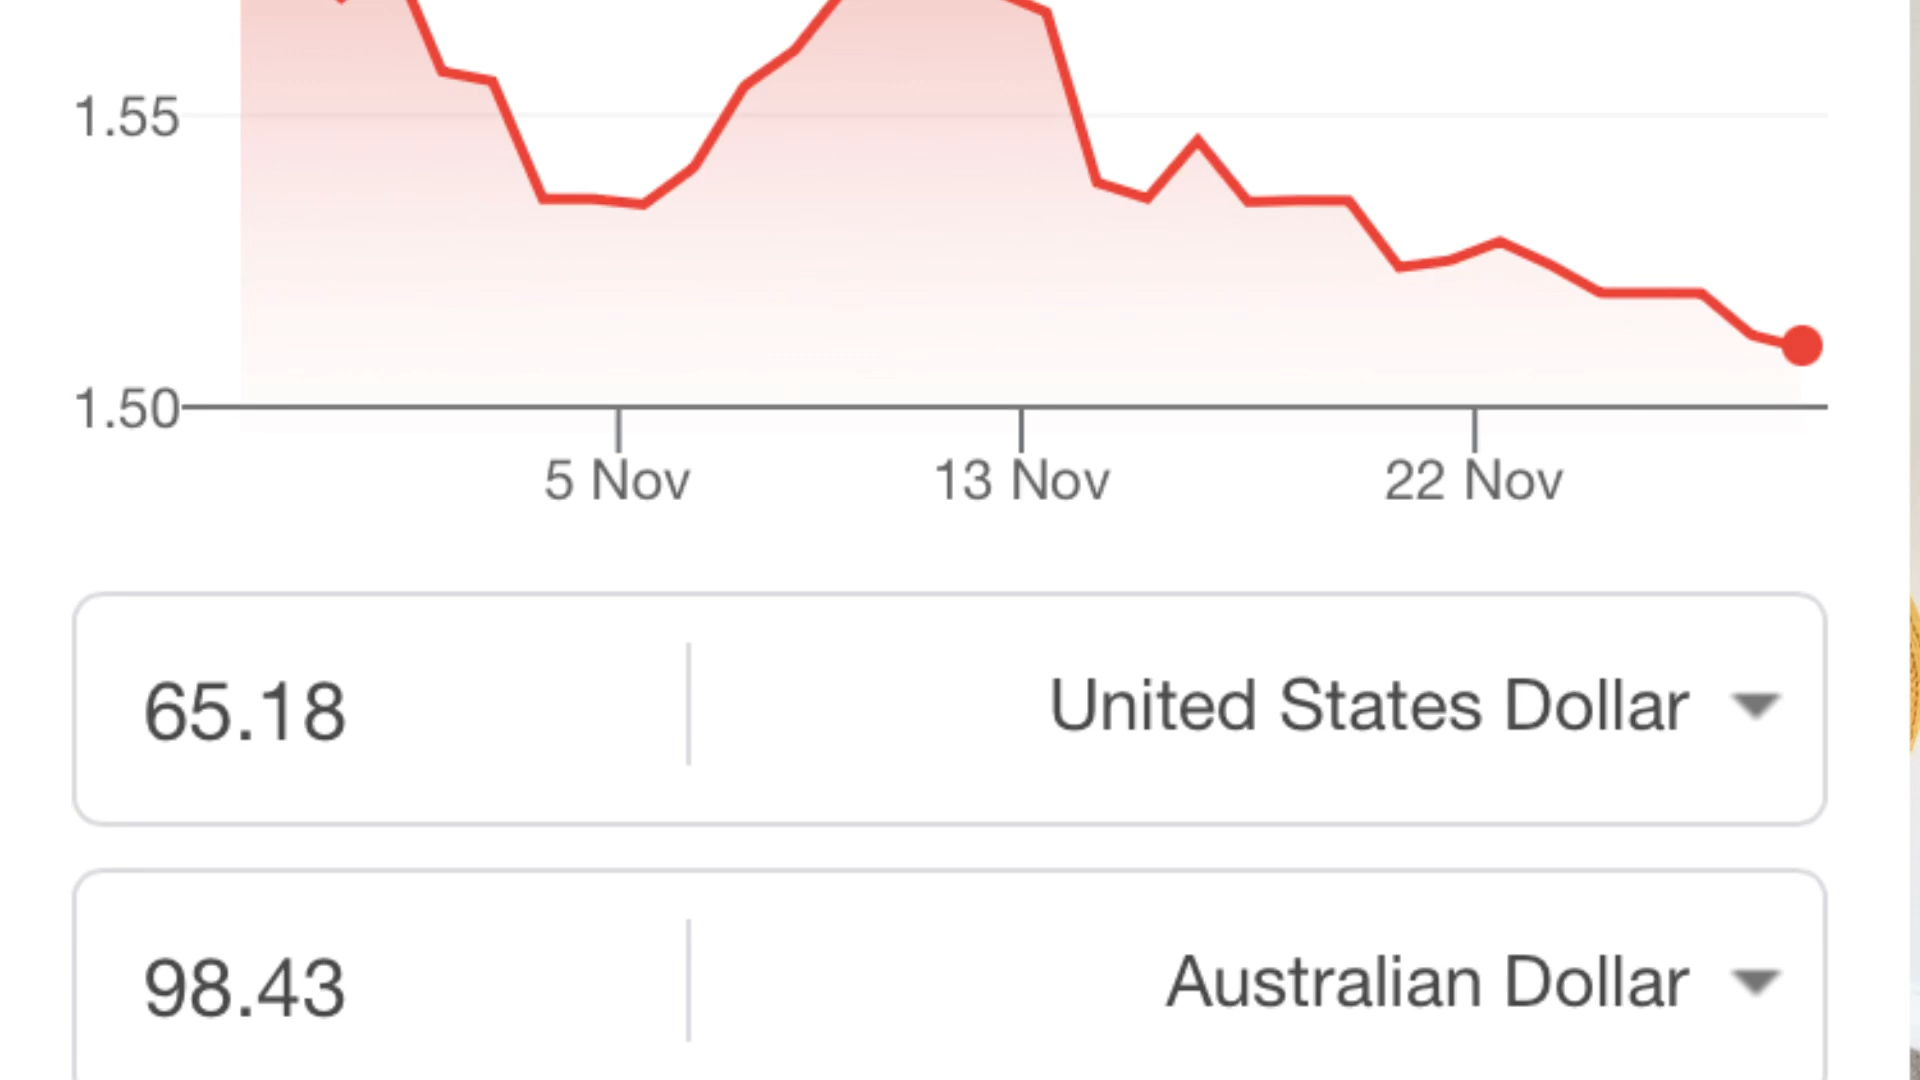 1.55
1.50
5 Nov 13 Nov 22 Nov
65.18 United States Dollar
98.43 Australian Dollar